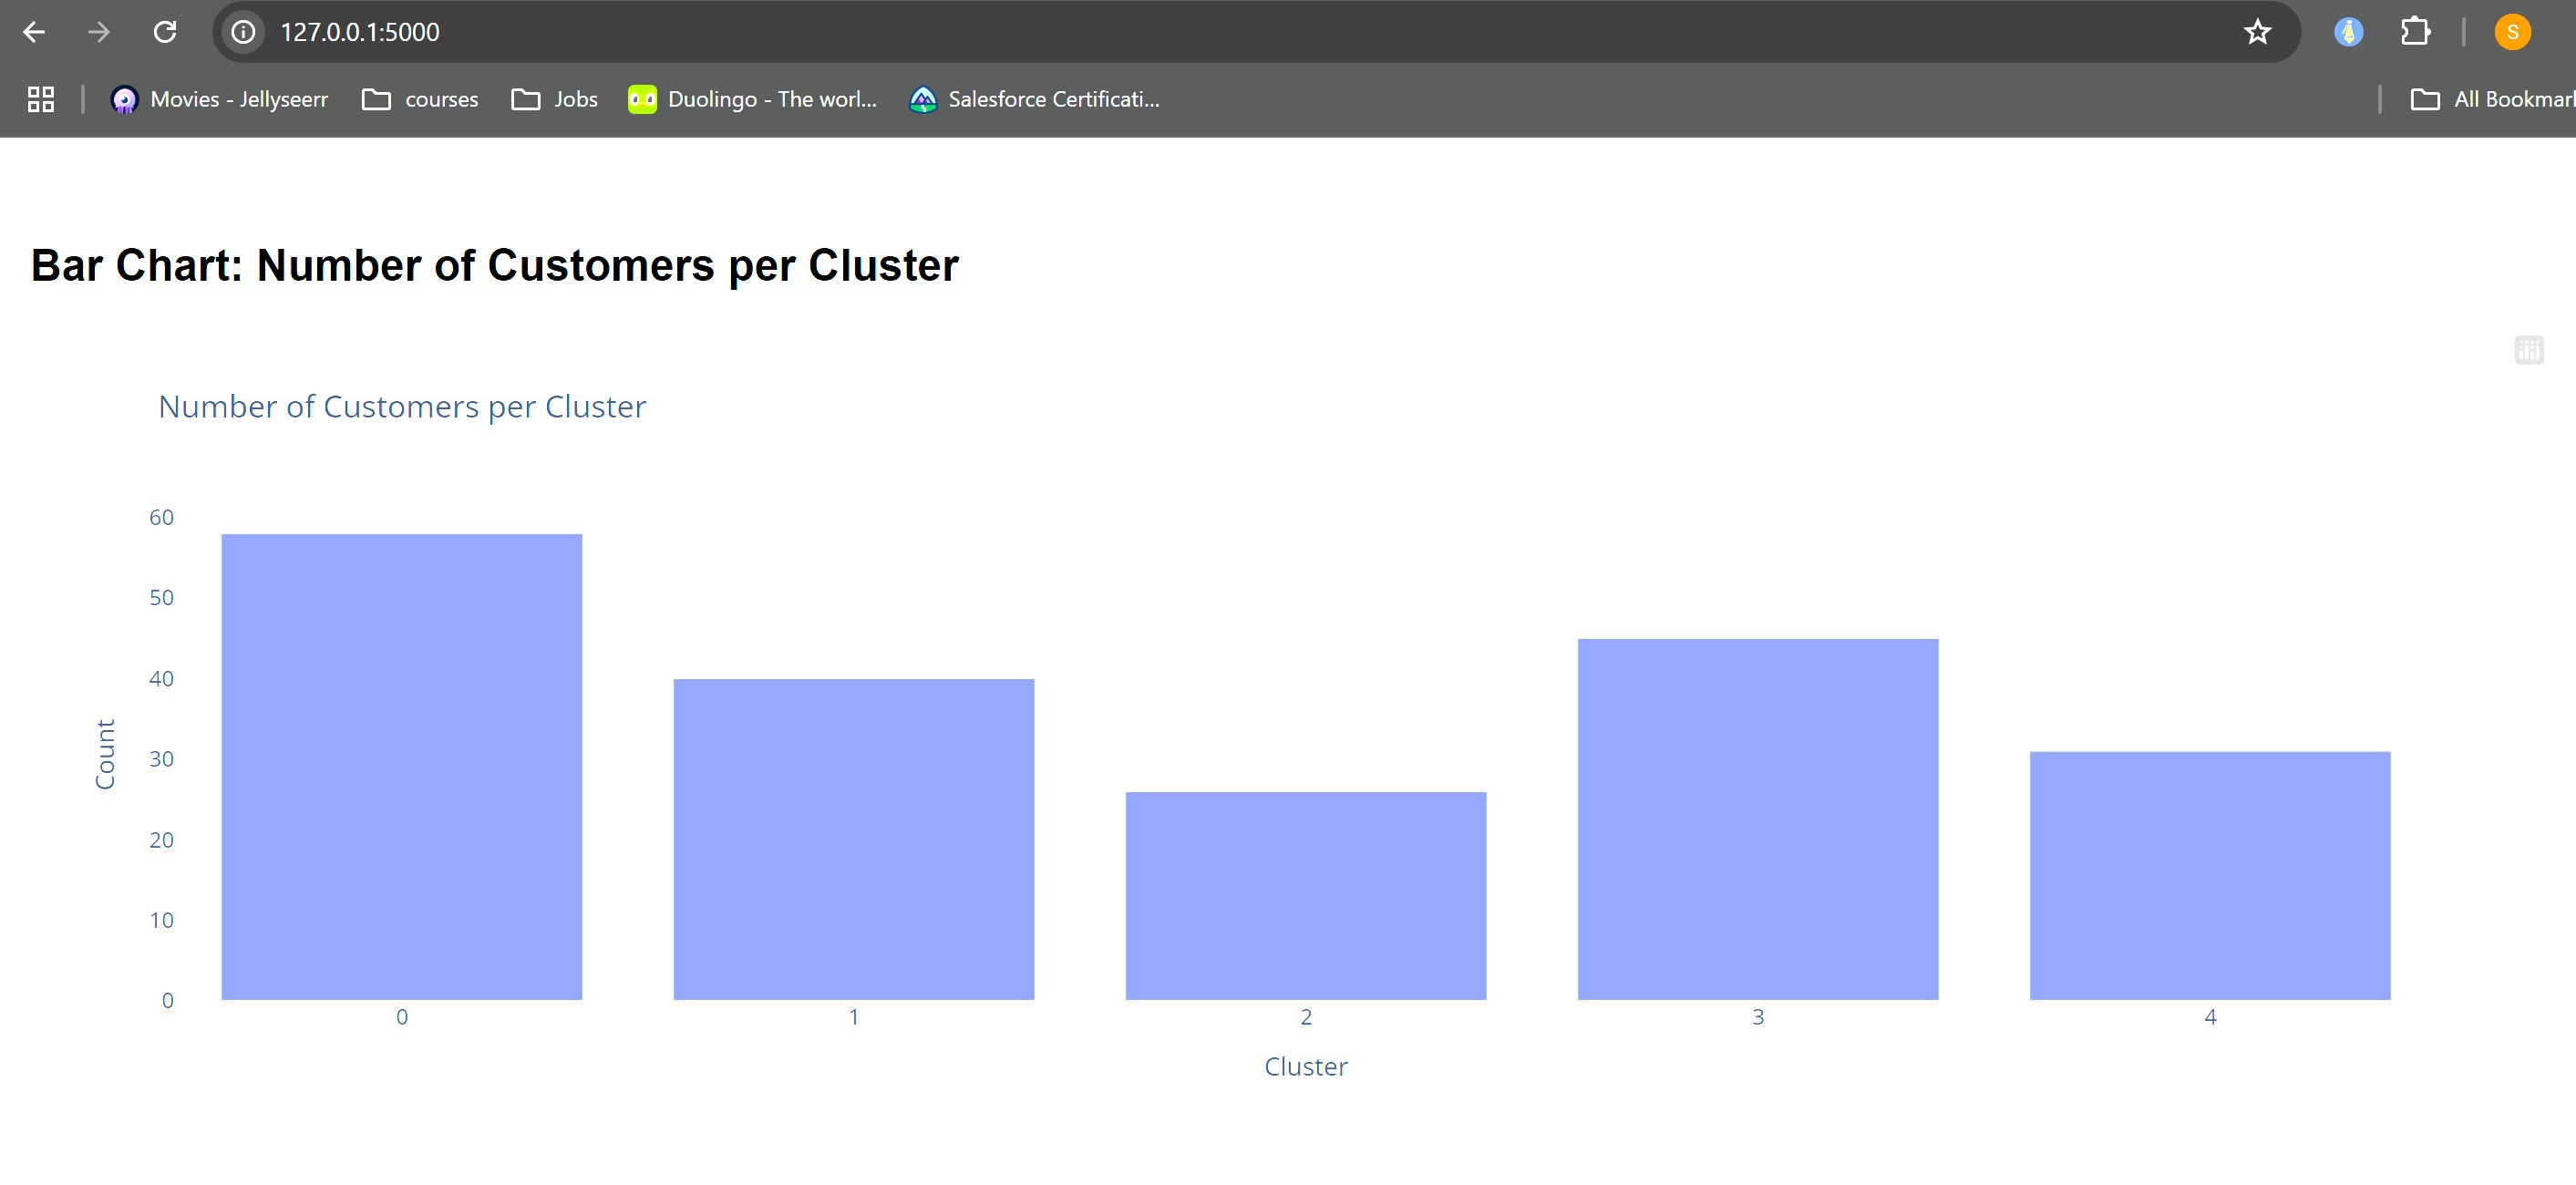 127.0.0.1:5000
S
Movies - Jellyseerr
courses
Jobs
Duolingo - The worl...
Salesforce Certificati...
All Bookmar
Bar Chart: Number of Customers per Cluster
Number of Customers per Cluster
60
50
40
30
20
10
0
Count
0 1 2 3 4
Cluster